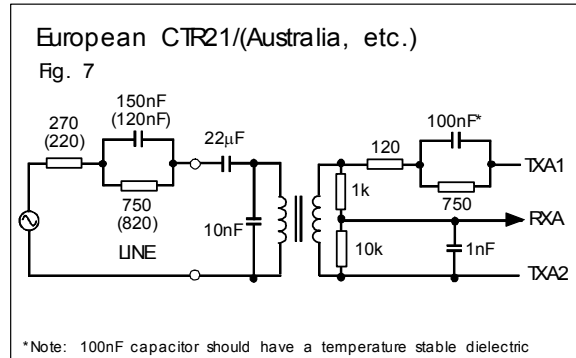 European CTR21/(Australia, etc.)
Fig. 7
150nF
(120nF)
270
(220)
22µF
100nF*
120
TXA1
750
(820)
10nF
1k
750
RXA
LINE
10k
1nF
TXA2
*Note: 100nF capacitor should have a temperature stable dielectric